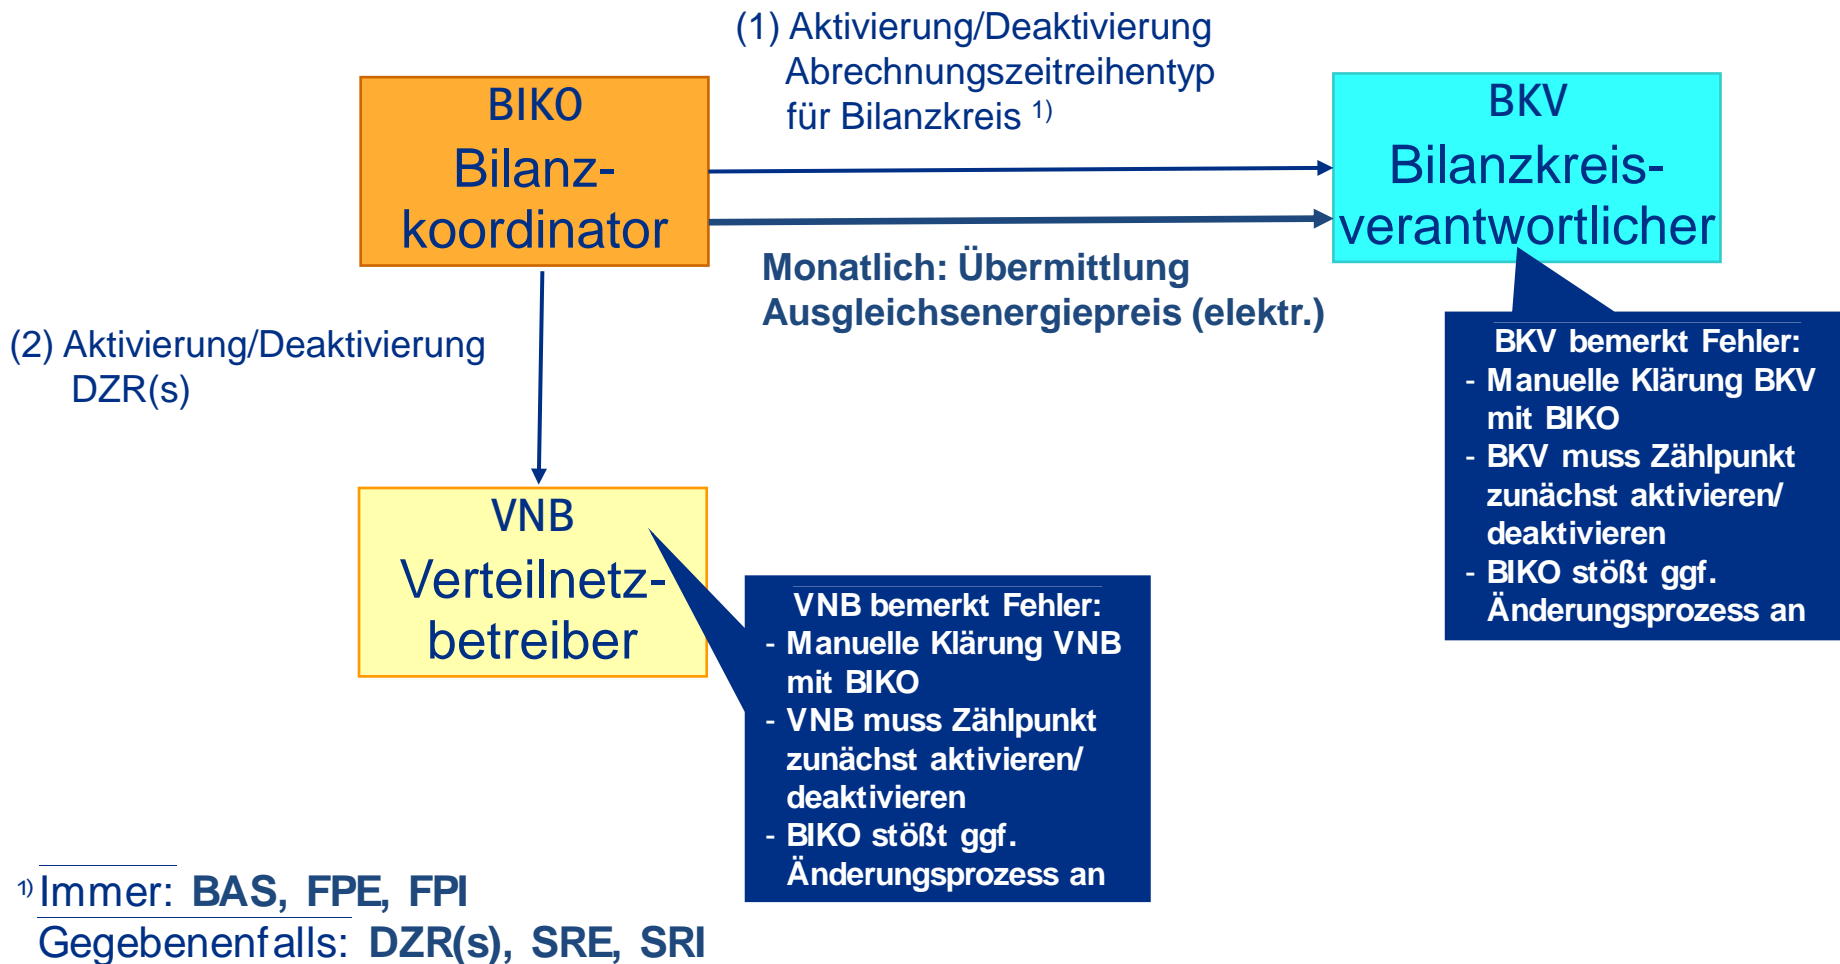 (1) Aktivierung/Deaktivierung
Abrechnungszeitreihentyp
für Bilanzkreis 1)
BIKO
Bilanz-
koordinator
BKV
Bilanzkreis-
verantwortlicher
Monatlich: Übermittlung
Ausgleichsenergiepreis (elektr.)
(2) Aktivierung/Deaktivierung
DZR(s)
BKV bemerkt Fehler:
- Manuelle Klärung BKV
mit BIKO
- BKV muss Zählpunkt
zunächst aktivieren/
deaktivieren
- BIKO stößt ggf.
Änderungsprozess an
VNB
Verteilnetz-
betreiber
VNB bemerkt Fehler:
- Manuelle Klärung VNB
mit BIKO
- VNB muss Zählpunkt
zunächst aktivieren/
deaktivieren
- BIKO stößt ggf.
Änderungsprozess an
1) Immer: BAS, FPE, FPI
Gegebenenfalls: DZR(s), SRE, SRI